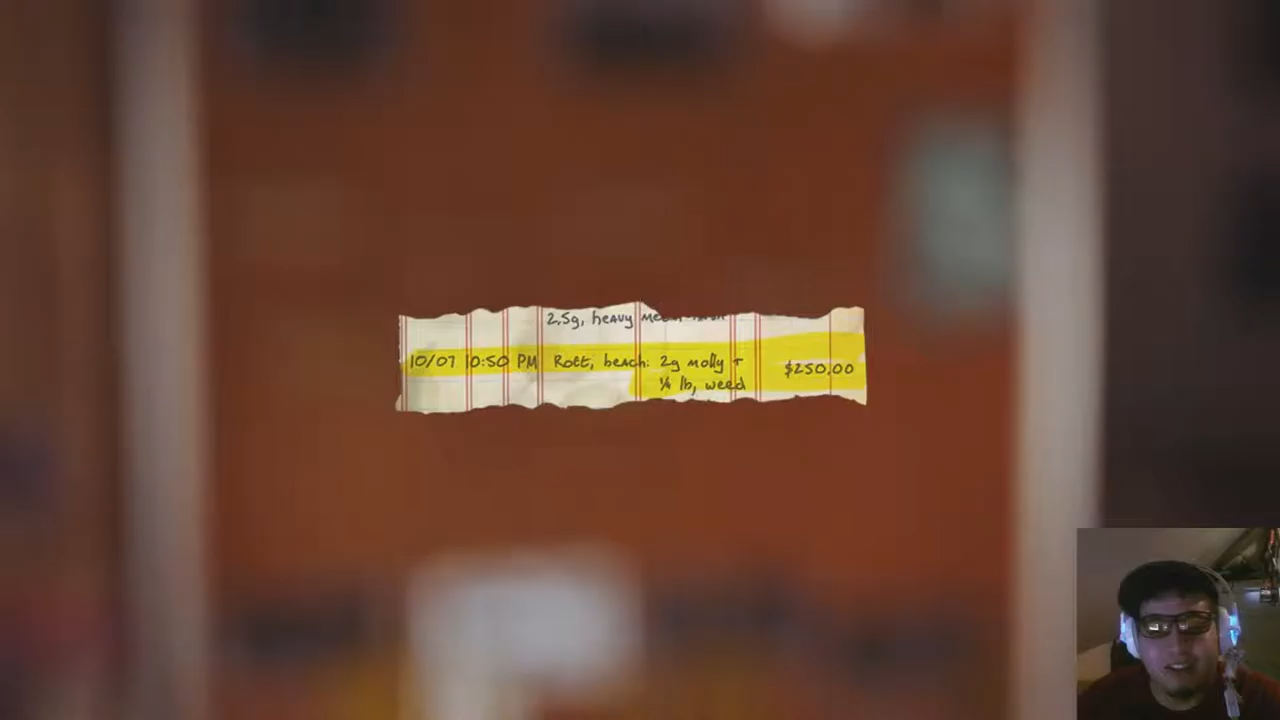 2.5g, heavy
10/07 10:50 PM Rott, beach: 2g molly + $250.00
¼ lb, weed